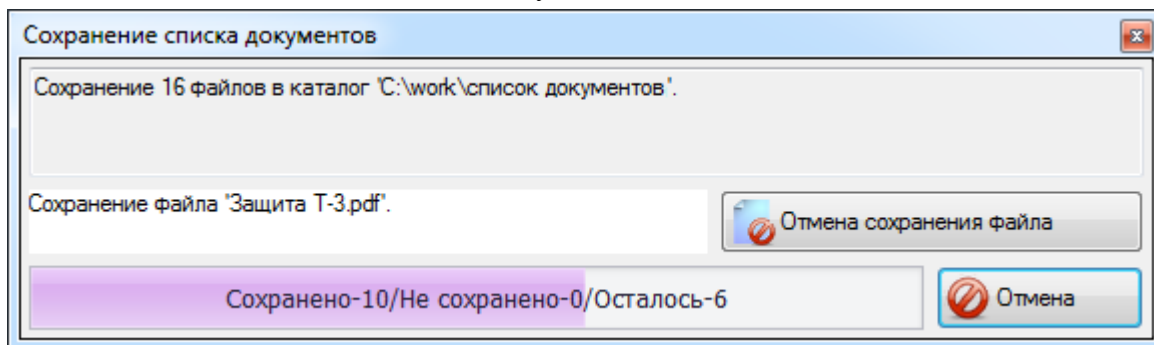 Сохранение списка документов
Сохранение 16 файлов в каталог 'C:\work\список документов'.
Сохранение файла 'Защита Т-3.pdf'.
Отмена сохранения файла
Сохранено-10/Не сохранено-0/Осталось-6
Отмена